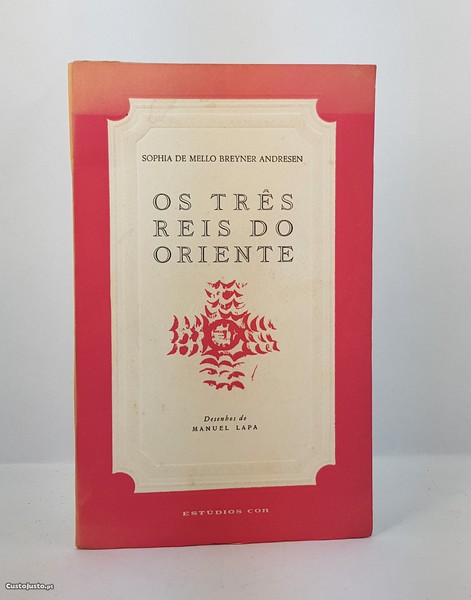 SOPHIA DE MELLO BREYNER ANDRESEN
OS TRÊS
REIS DO
ORIENTE
Desenhos de
MANUEL LAPA
ESTÚDIOS COR
CustoJusto.pt